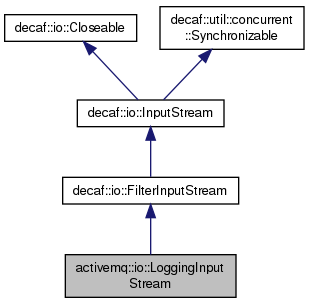 decaf::io::Closeable
decaf::util::concurrent
::Synchronizable
decaf::io::InputStream
decaf::io::FilterInputStream
activemq::io::LoggingInput
Stream